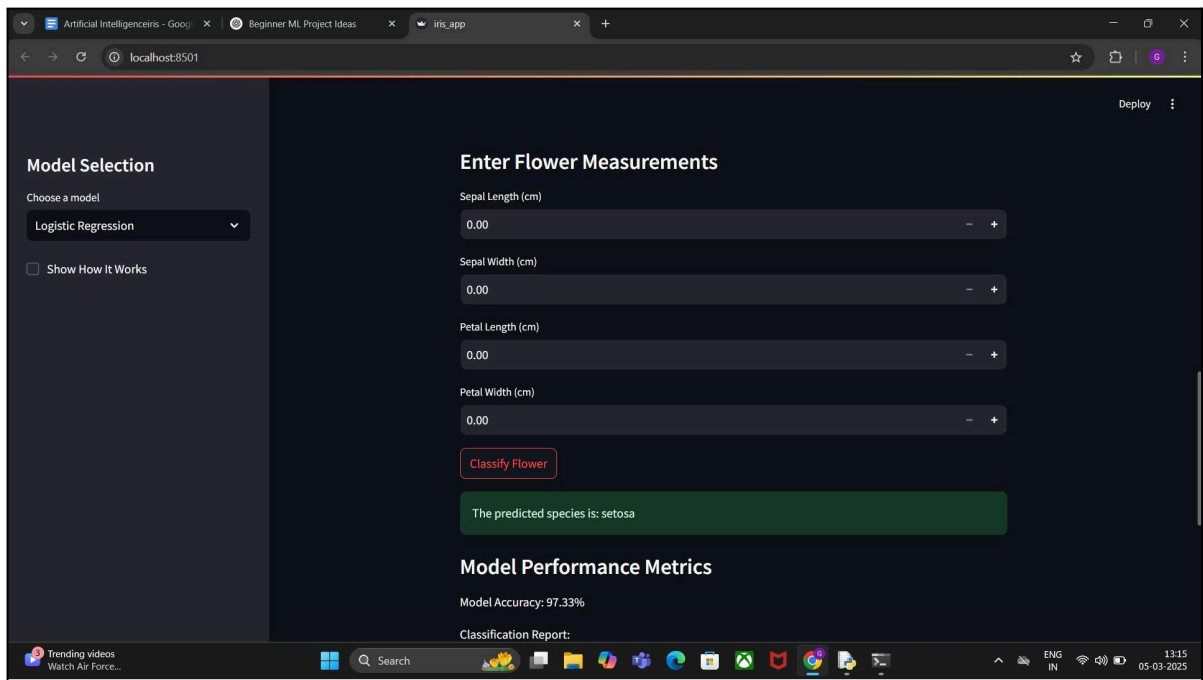 Artificial Intelligenceiris - Goog
Beginner ML Project Ideas
iris_app
localhost:8501
G
Deploy
Model Selection
Choose a model
Logistic Regression
Show How It Works
Enter Flower Measurements
Sepal Length (cm)
0.00
Sepal Width (cm)
0.00
Petal Length (cm)
0.00
Petal Width (cm)
0.00
Classify Flower
The predicted species is: setosa
Model Performance Metrics
Model Accuracy: 97.33%
Classification Report:
3
Trending videos
Watch Air Force...
Search
G
ENG
IN
13:15
05-03-2025